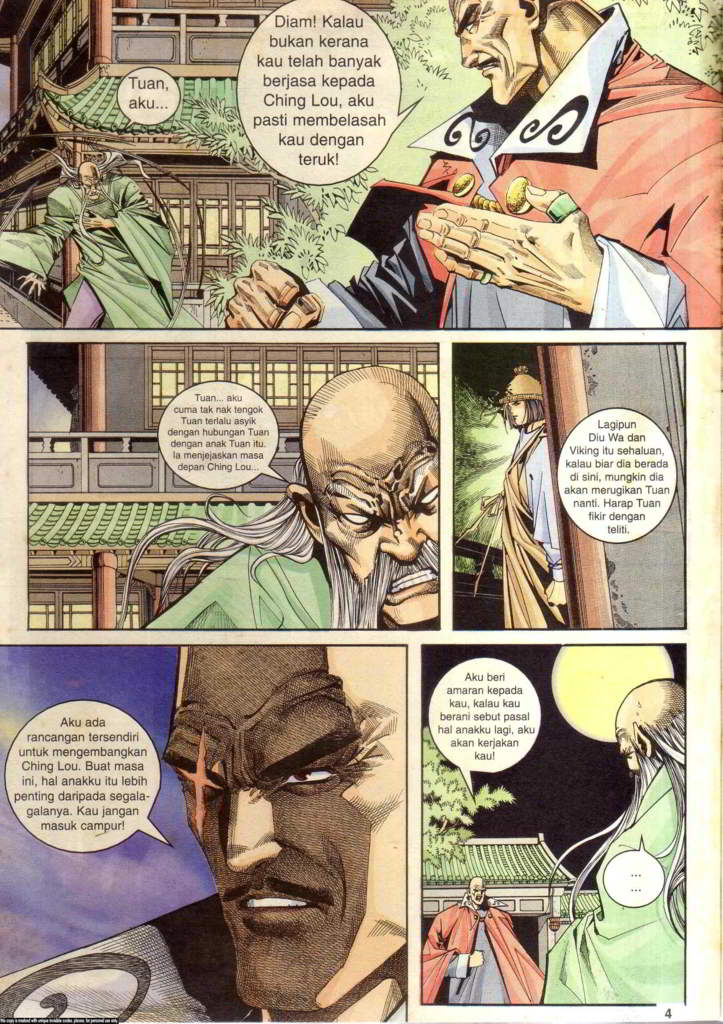 Tuan,
aku...
Diam! Kalau
bukan kerana
kau telah banyak
berjasa kepada
Ching Lou, aku
pasti membelasah
kau dengan
teruk!
Tuan... aku
cuma tak nak tengok
Tuan terlalu asyik
dengan hubungan Tuan
dengan anak Tuan itu.
Ia menjejaskan masa
depan Ching Lou...
Lagipun
Diu Wa dan
Viking itu sehaluan,
kalau biar dia berada
di sini, mungkin dia
akan merugikan Tuan
nanti. Harap Tuan
fikir dengan
teliti.
Aku ada
rancangan tersendiri
untuk mengembangkan
Ching Lou. Buat masa
ini, hal anakku itu lebih
penting daripada segala-
galanya. Kau jangan
masuk campur!
Aku beri
amaran kepada
kau, kalau kau
berani sebut pasal
hal anakku lagi, aku
akan kerjakan
kau!
...
...
4